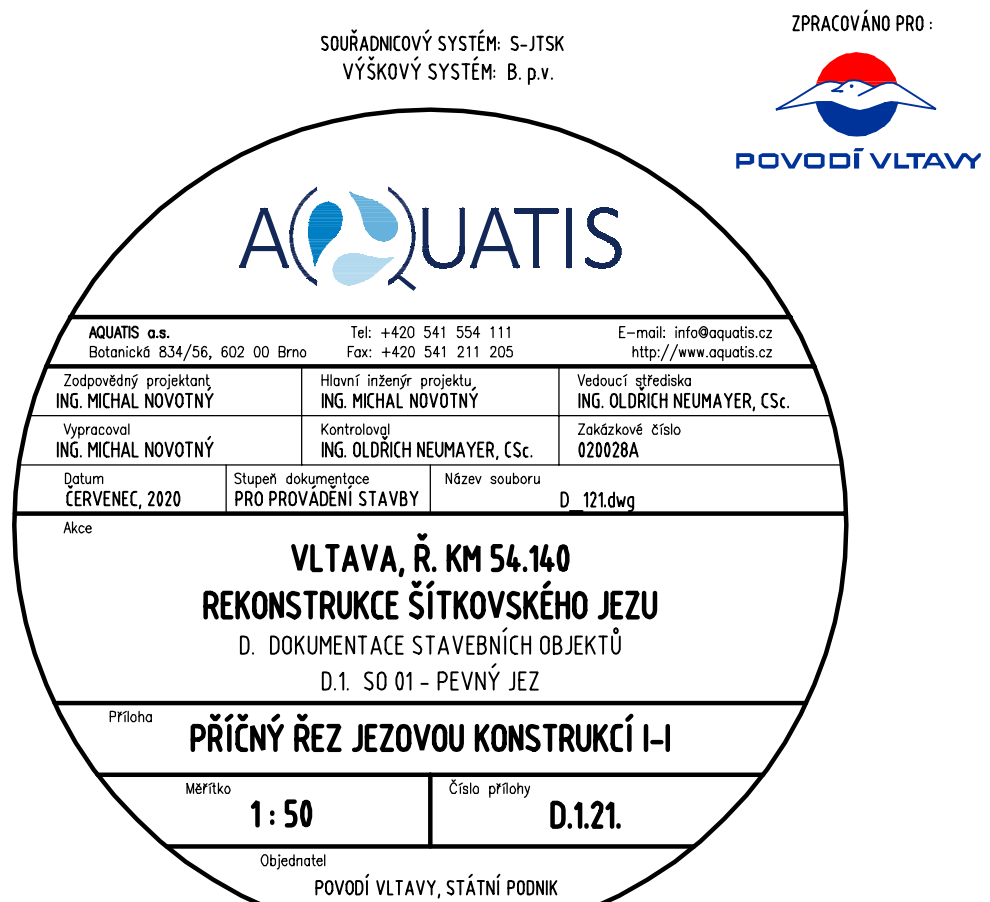 SOUŘADNICOVÝ SYSTÉM: S-JTSK
VÝŠKOVÝ SYSTÉM: B. p.v.
ZPRACOVÁNO PRO :
POVODÍ VLTAVY
AQUATIS
AQUATIS a.s.
Botanická 834/56, 602 00 Brno
Tel: +420 541 554 111
Fax: +420 541 211 205
E-mail: info@aquatis.cz
http://www.aquatis.cz
Zodpovědný projektant
ING. MICHAL NOVOTNÝ
Hlavní inženýr projektu
ING. MICHAL NOVOTNÝ
Vedoucí střediska
ING. OLDŘICH NEUMAYER, CSc.
Vypracoval
ING. MICHAL NOVOTNÝ
Kontroloval
ING. OLDŘICH NEUMAYER, CSc.
Zakázkové číslo
020028A
Datum
ČERVENEC, 2020
Stupeň dokumentace
PRO PROVÁDĚNÍ STAVBY
Název souboru
D_121.dwg
Akce
VLTAVA, Ř. KM 54.140
REKONSTRUKCE ŠÍTKOVSKÉHO JEZU
D. DOKUMENTACE STAVEBNÍCH OBJEKTŮ
D.1. SO 01 - PEVNÝ JEZ
Příloha
PŘÍČNÝ ŘEZ JEZOVOU KONSTRUKCÍ I-I
Měřítko
1 : 50
Číslo přílohy
D.1.21.
Objednatel
POVODÍ VLTAVY, STÁTNÍ PODNIK